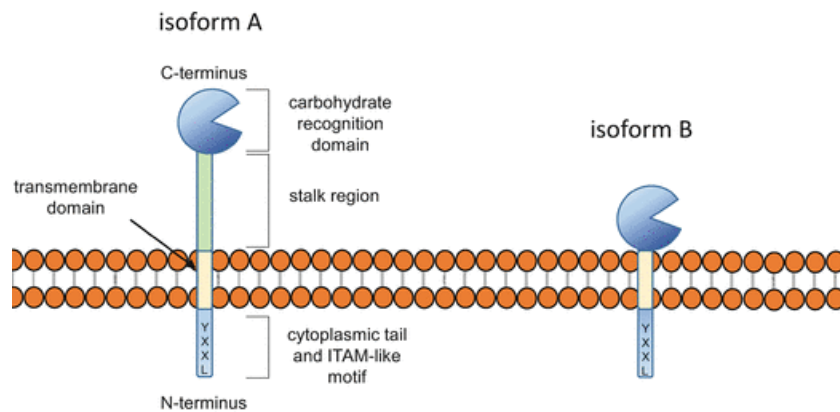 isoform A
C-terminus
carbohydrate
recognition
domain
isoform B
transmembrane
domain
stalk region
Y
X
X
L
cytoplasmic tail
and ITAM-like
motif
Y
X
X
L
N-terminus